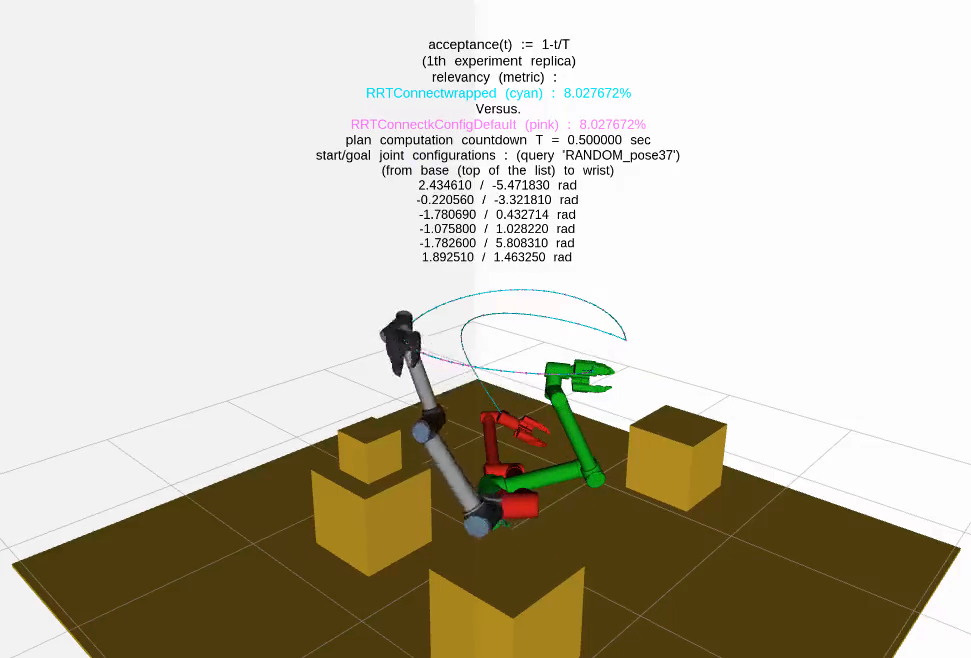 acceptance(t) := 1-t/T
(1th experiment replica)
relevancy (metric) :
RRTConnectwrapped (cyan) : 8.027672%
Versus.
RRTConnectkConfigDefault (pink) : 8.027672%
plan computation countdown T = 0.500000 sec
start/goal joint configurations : (query 'RANDOM_pose37')
(from base (top of the list) to wrist)
2.434610 / -5.471830 rad
-0.220560 / -3.321810 rad
-1.780690 / 0.432714 rad
-1.075800 / 1.028220 rad
-1.782600 / 5.808310 rad
1.892510 / 1.463250 rad